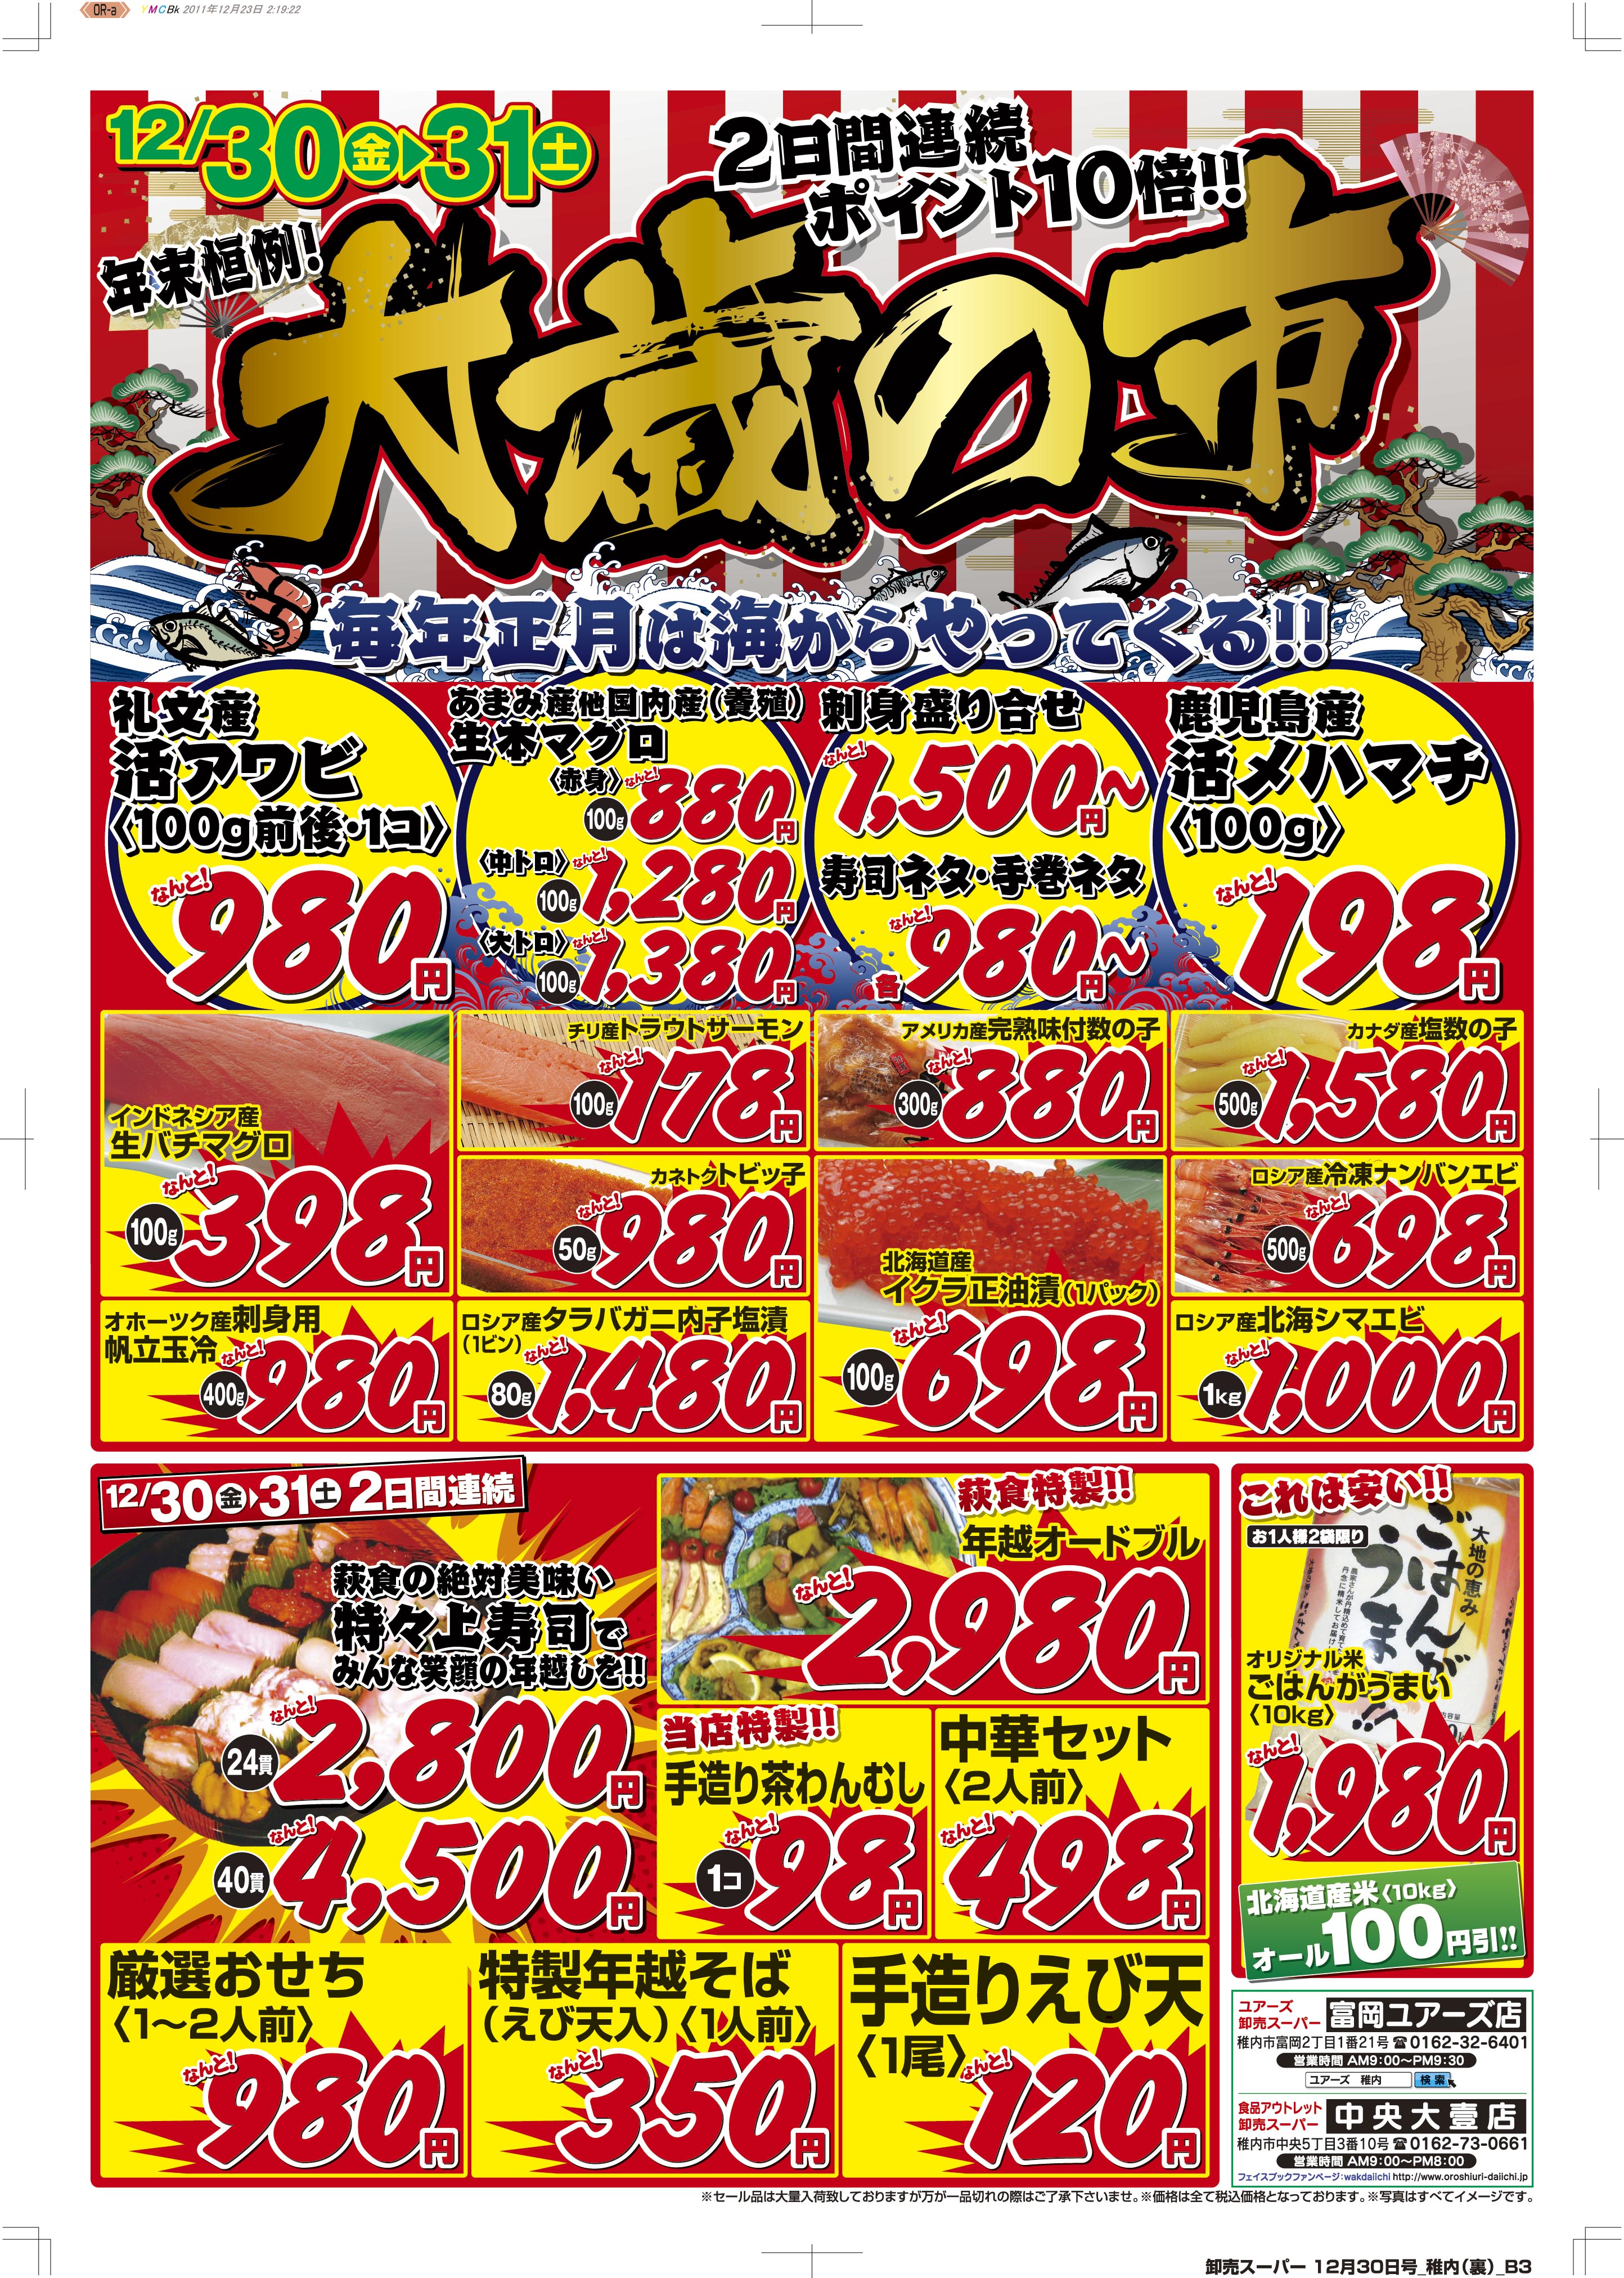 OR-a YMCBk 2011年12月23日 2:19:22
12/30金▶31土
2日間連続
ポイント10倍!!
年末恒例!
大歳の市
毎年正月は海からやってくる!!
礼文産
活アワビ
〈100g前後・1コ〉
なんと!
980円
あまみ産他国内産(養殖)
生本マグロ
〈赤身〉なんと!
100g 880円
〈中トロ〉なんと!
100g 1,280円
〈大トロ〉なんと!
100g 1,380円
刺身盛り合せ
なんと!
1,500円〜
寿司ネタ・手巻ネタ
なんと!
各980円〜
鹿児島産
活〆ハマチ
〈100g〉
なんと!
198円
インドネシア産
生バチマグロ
なんと!
100g 398円
チリ産トラウトサーモン
なんと!
100g 178円
アメリカ産完熟味付数の子
なんと!
300g 880円
カナダ産塩数の子
なんと!
500g 1,580円
カネトクトビッ子
なんと!
50g 980円
北海道産
イクラ正油漬(1パック)
なんと!
100g 698円
ロシア産冷凍ナンバンエビ
なんと!
500g 698円
オホーツク産刺身用
帆立玉冷 なんと!
400g 980円
ロシア産タラバガニ内子塩漬
(1ビン) なんと!
80g 1,480円
ロシア産北海シマエビ
なんと!
1kg 1,000円
12/30金▶31土 2日間連続
萩食の絶対美味い
特々上寿司で
みんな笑顔の年越しを!!
なんと!
24貫 2,800円
なんと!
40貫 4,500円
萩食特製!!
年越オードブル
なんと!
2,980円
当店特製!!
手造り茶わんむし
なんと!
1コ 98円
中華セット
〈2人前〉
なんと!
498円
厳選おせち
〈1〜2人前〉
なんと!
980円
特製年越そば
(えび天入)〈1人前〉
なんと!
350円
手造りえび天
〈1尾〉なんと!
120円
これは安い!!
お1人様2袋限り
大地の恵み
ごはんが
うまい!!!
オリジナル米
ごはんがうまい
〈10kg〉
なんと!
1,980円
北海道産米〈10kg〉
オール100円引!!
ユアーズ
卸売スーパー 富岡ユアーズ店
稚内市富岡2丁目1番21号 ☎0162-32-6401
営業時間 AM9:00〜PM9:30
ユアーズ 稚内 検索
食品アウトレット
卸売スーパー 中央大壹店
稚内市中央5丁目3番10号 ☎0162-73-0661
営業時間 AM9:00〜PM8:00
フェイスブックファンページ:wakdaiichi http://www.oroshiuri-daiichi.jp
※セール品は大量入荷致しておりますが万が一品切れの際はご了承下さいませ。※価格は全て税込価格となっております。※写真はすべてイメージです。
卸売スーパー 12月30日号_稚内(裏)_B3